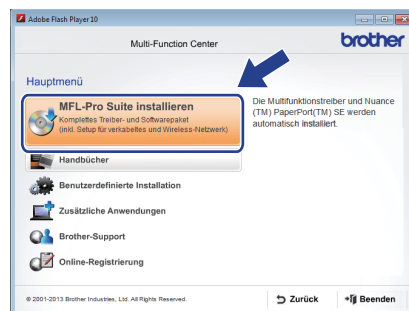 Adobe Flash Player 10
Multi-Function Center
brother
Hauptmenü
MFL-Pro Suite installieren
Komplettes Treiber- und Softwarepaket
(inkl. Setup für verkabeltes und Wireless-Netzwerk)
Die Multifunktionstreiber und Nuance
(TM) PaperPort(TM) SE werden
automatisch installiert.
Handbücher
Benutzerdefinierte Installation
Zusätzliche Anwendungen
Brother-Support
Online-Registrierung
© 2001-2013 Brother Industries, Ltd. All Rights Reserved.
Zurück
Beenden